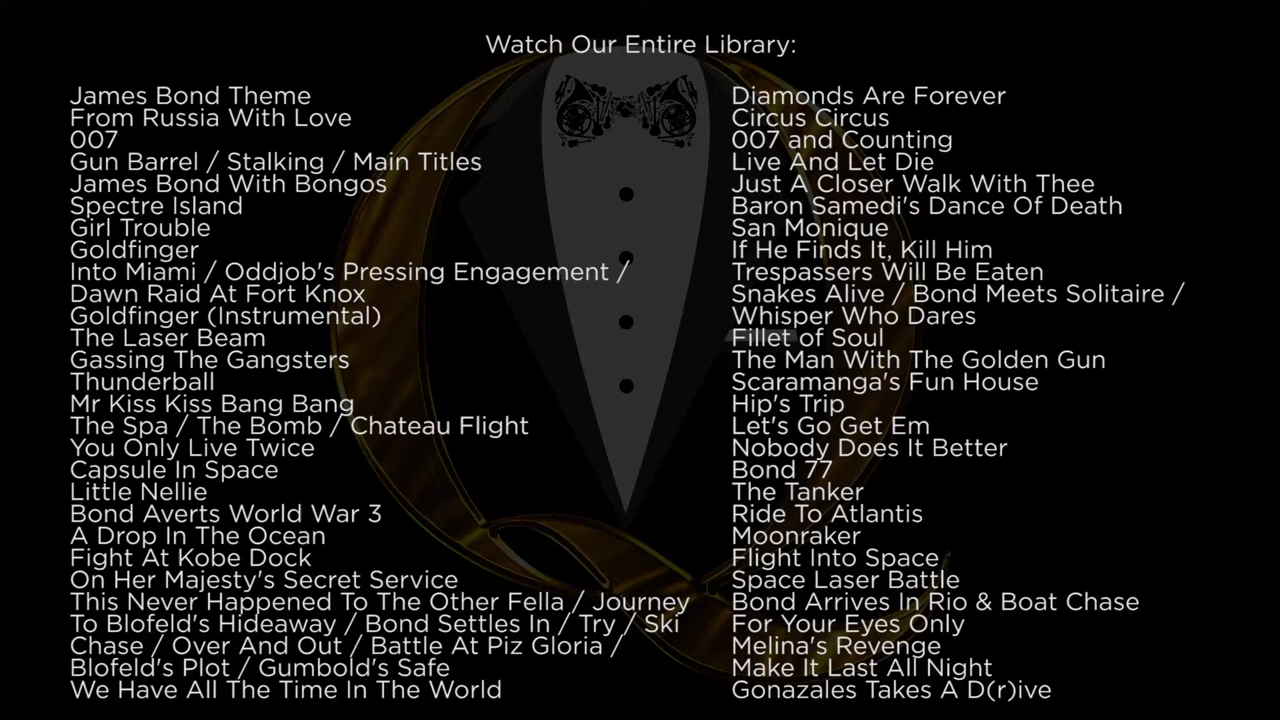 Watch Our Entire Library:
James Bond Theme
From Russia With Love
007
Gun Barrel / Stalking / Main Titles
James Bond With Bongos
Spectre Island
Girl Trouble
Goldfinger
Into Miami / Oddjob's Pressing Engagement /
Dawn Raid At Fort Knox
Goldfinger (Instrumental)
The Laser Beam
Gassing The Gangsters
Thunderball
Mr Kiss Kiss Bang Bang
The Spa / The Bomb / Chateau Flight
You Only Live Twice
Capsule In Space
Little Nellie
Bond Averts World War 3
A Drop In The Ocean
Fight At Kobe Dock
On Her Majesty's Secret Service
This Never Happened To The Other Fella / Journey
To Blofeld's Hideaway / Bond Settles In / Try / Ski
Chase / Over And Out / Battle At Piz Gloria /
Blofeld's Plot / Gumbold's Safe
We Have All The Time In The World
Diamonds Are Forever
Circus Circus
007 and Counting
Live And Let Die
Just A Closer Walk With Thee
Baron Samedi's Dance Of Death
San Monique
If He Finds It, Kill Him
Trespassers Will Be Eaten
Snakes Alive / Bond Meets Solitaire /
Whisper Who Dares
Fillet of Soul
The Man With The Golden Gun
Scaramanga's Fun House
Hip's Trip
Let's Go Get Em
Nobody Does It Better
Bond 77
The Tanker
Ride To Atlantis
Moonraker
Flight Into Space
Space Laser Battle
Bond Arrives In Rio & Boat Chase
For Your Eyes Only
Melina's Revenge
Make It Last All Night
Gonazales Takes A D(r)ive